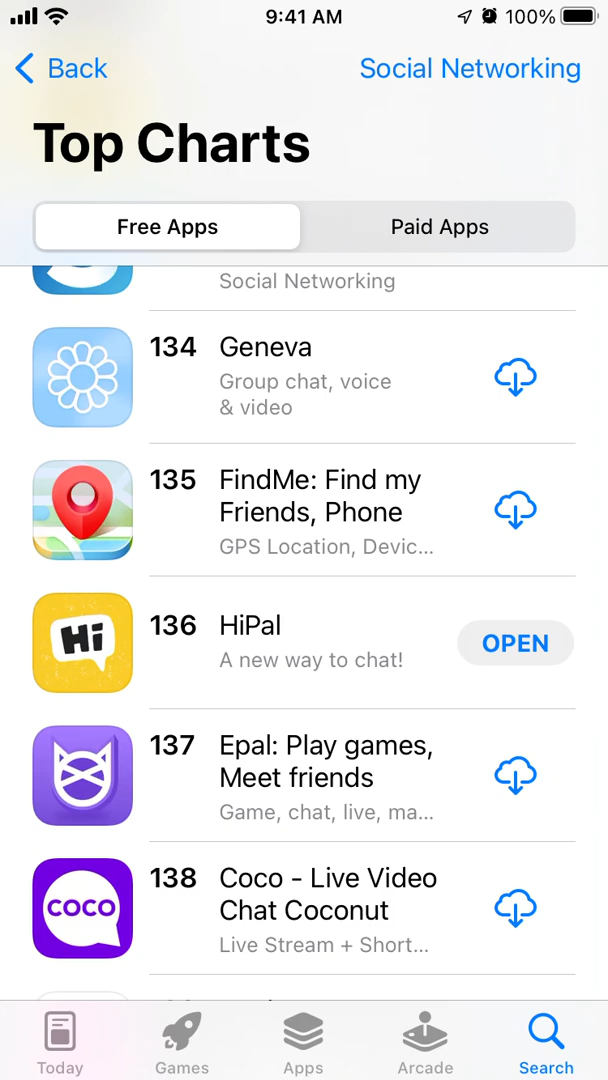 9:41 AM 100%
Back Social Networking
Top Charts
Free Apps Paid Apps
Social Networking
134 Geneva
Group chat, voice
& video
135 FindMe: Find my
Friends, Phone
GPS Location, Devic...
136 HiPal
A new way to chat!
OPEN
Hi
137 Epal: Play games,
Meet friends
Game, chat, live, ma...
138 Coco - Live Video
Chat Coconut
Live Stream + Short...
COCO
Today Games Apps Arcade Search